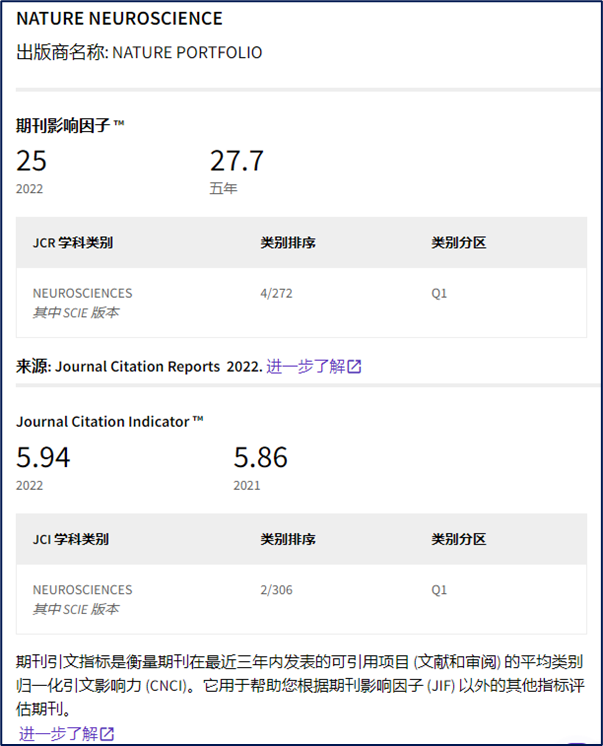 NATURE NEUROSCIENCE
出版商名称: NATURE PORTFOLIO
期刊影响因子 ™
25 27.7
2022 五年
JCR 学科类别 类别排序 类别分区
NEUROSCIENCES 4/272 Q1
其中 SCIE 版本
来源: Journal Citation Reports 2022. 进一步了解
Journal Citation Indicator ™
5.94 5.86
2022 2021
JCI 学科类别 类别排序 类别分区
NEUROSCIENCES 2/306 Q1
其中 SCIE 版本
期刊引文指标是衡量期刊在最近三年内发表的可引用项目 (文献和审阅) 的平均类别
归一化引文影响力 (CNCI)。它用于帮助您根据期刊影响因子 (JIF) 以外的其他指标评
估期刊。
进一步了解